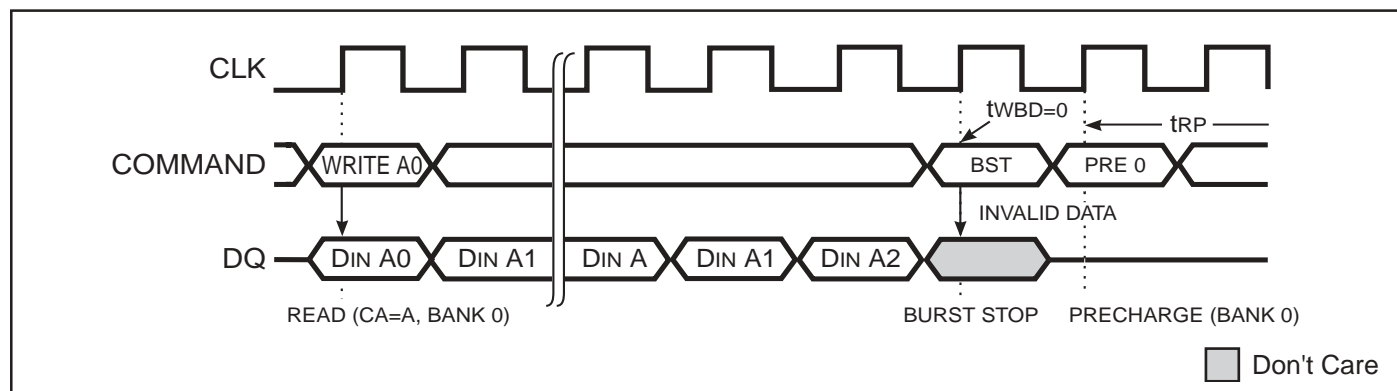 CLK
tWBD=0
tRP
COMMAND WRITE A0 BST PRE 0
INVALID DATA
DQ DIN A0 DIN A1 DIN A DIN A1 DIN A2
READ (CA=A, BANK 0) BURST STOP PRECHARGE (BANK 0)
Don't Care